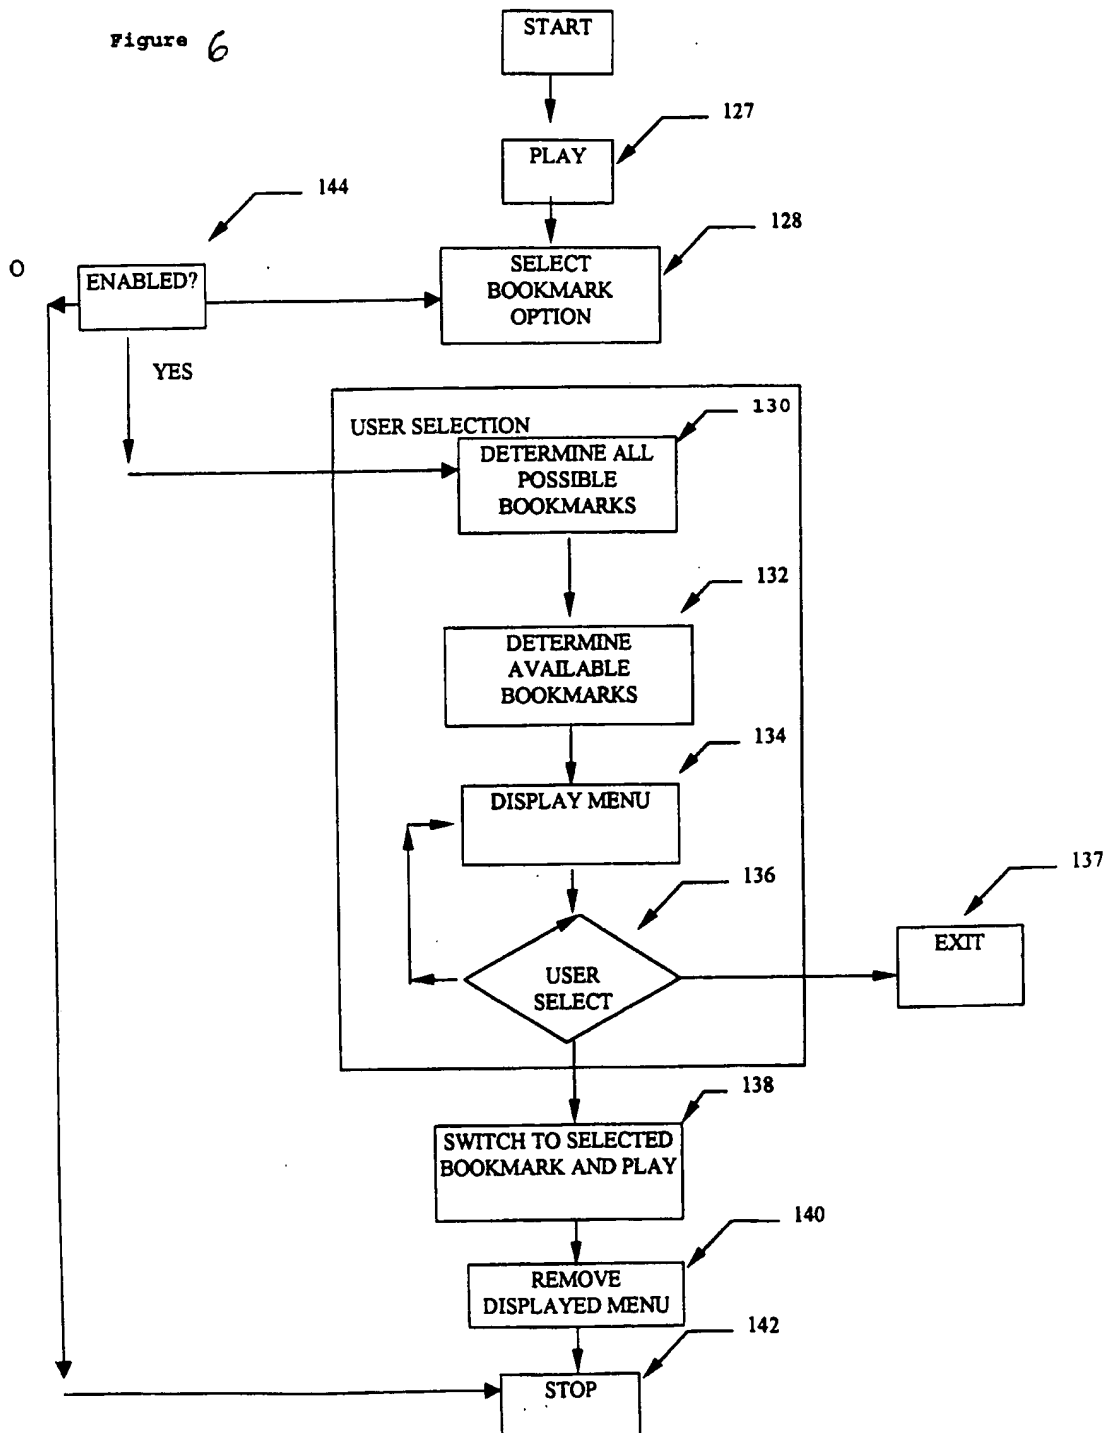 Figure 6
START
127
PLAY
144
128
O
ENABLED?
SELECT
BOOKMARK
OPTION
YES
130
USER SELECTION
DETERMINE ALL
POSSIBLE
BOOKMARKS
132
DETERMINE
AVAILABLE
BOOKMARKS
134
DISPLAY MENU
136
137
EXIT
USER
SELECT
138
SWITCH TO SELECTED
BOOKMARK AND PLAY
140
REMOVE
DISPLAYED MENU
142
STOP